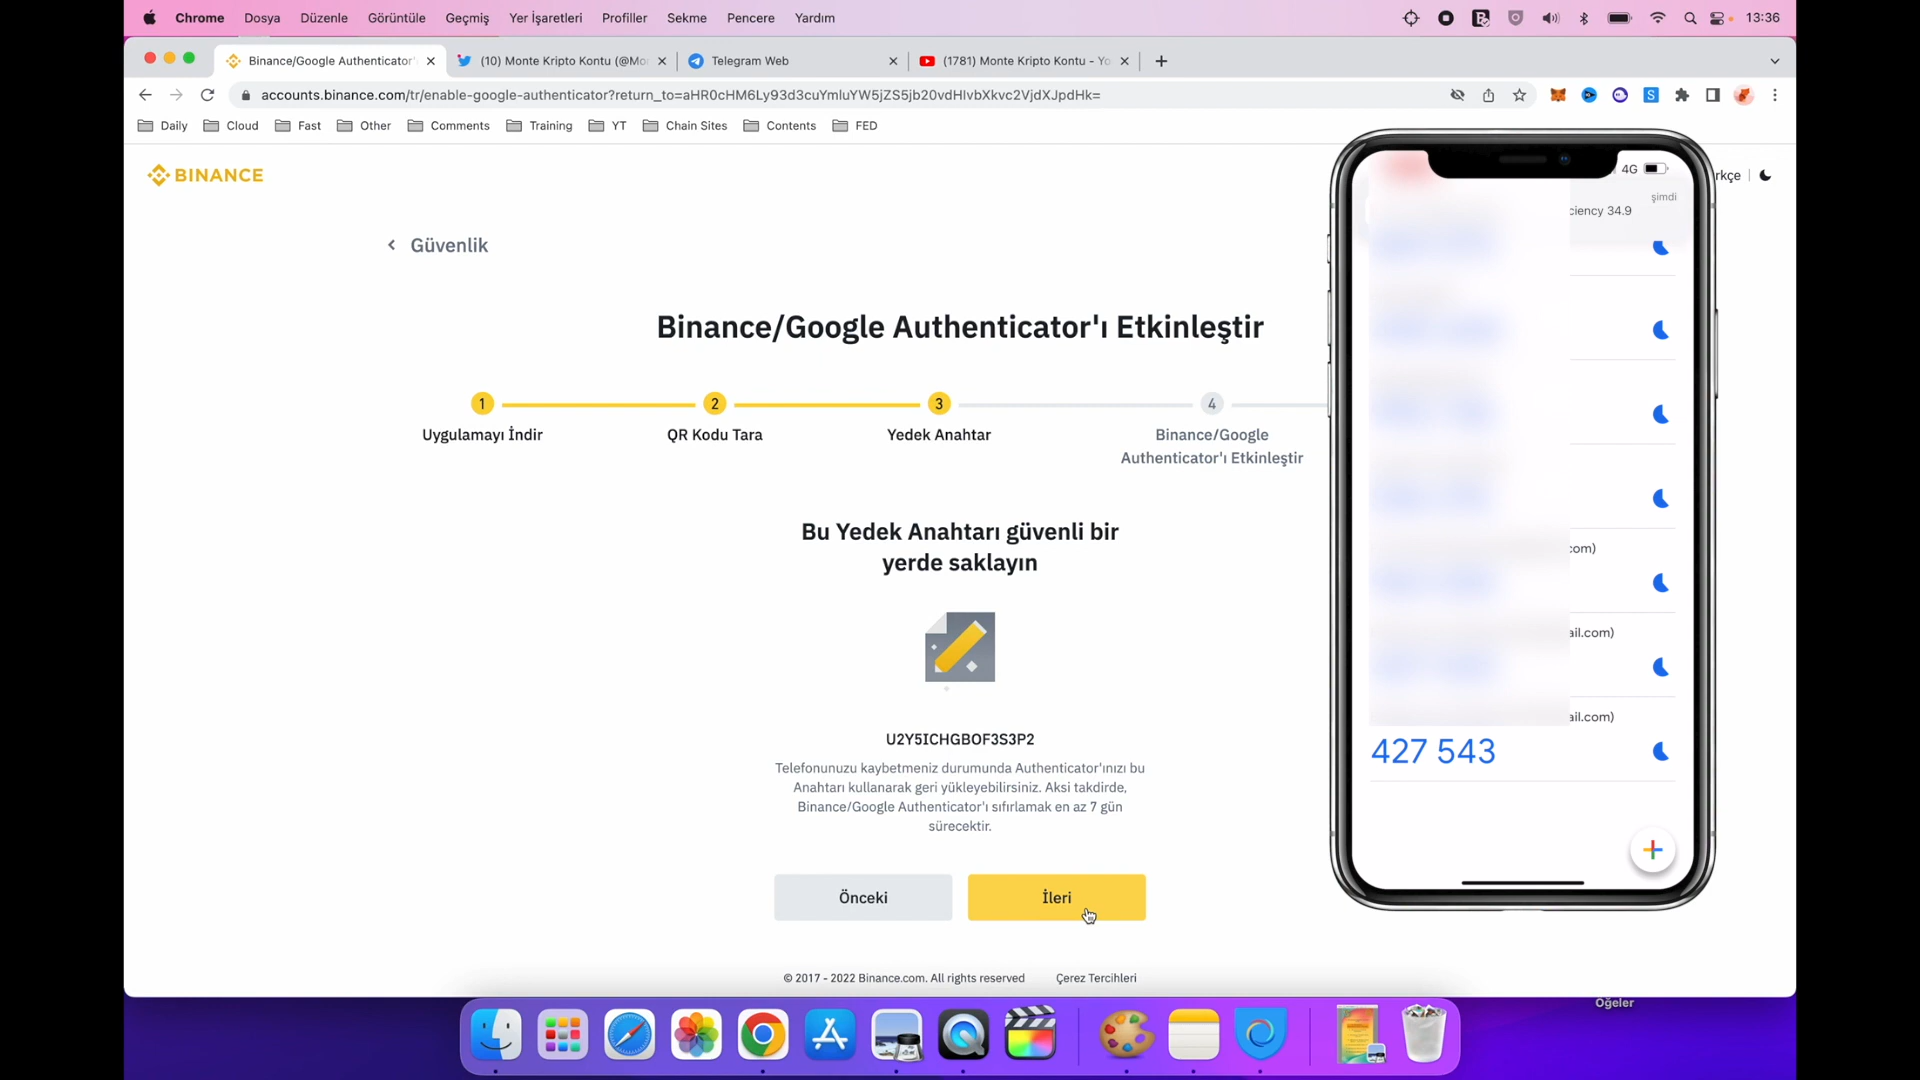 Chrome Dosya Düzenle Görüntüle Geçmiş Yer İşaretleri Profiller Sekme Pencere Yardım 13:36
Binance/Google Authenticator' (10) Monte Kripto Kontu (@Mon Telegram Web (1781) Monte Kripto Kontu - Yo
accounts.binance.com/tr/enable-google-authenticator?return_to=aHR0cHM6Ly93d3cuYmluYW5jZS5jb20vdHIvbXkvc2VjdXJpdHk=
Daily Cloud Fast Other Comments Training YT Chain Sites Contents FED
BINANCE
rkçe
Güvenlik
Binance/Google Authenticator'ı Etkinleştir
1 2 3 4
Uygulamayı İndir QR Kodu Tara Yedek Anahtar Binance/Google
Authenticator'ı Etkinleştir
Bu Yedek Anahtarı güvenli bir
yerde saklayın
U2Y5ICHGBOF3S3P2
Telefonunuzu kaybetmeniz durumunda Authenticator'ınızı bu
Anahtarı kullanarak geri yükleyebilirsiniz. Aksi takdirde,
Binance/Google Authenticator'ı sıfırlamak en az 7 gün
sürecektir.
Önceki İleri
© 2017 - 2022 Binance.com. All rights reserved Çerez Tercihleri
4G
şimdi
ciency 34.9
com)
ail.com)
ail.com)
427 543
Öğeler